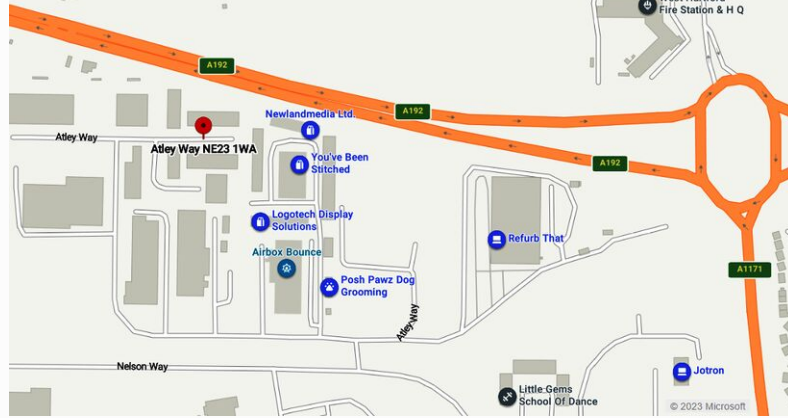 Fire Station & H Q
A192
A192
Newlandmedia Ltd.
Atley Way
Atley Way NE23 1WA
You've Been
Stitched
A192
Logotech Display
Solutions
Refurb That
Airbox Bounce
A1171
Posh Pawz Dog
Grooming
Atley Way
Nelson Way
Jotron
Little Gems
School Of Dance
© 2023 Microsoft